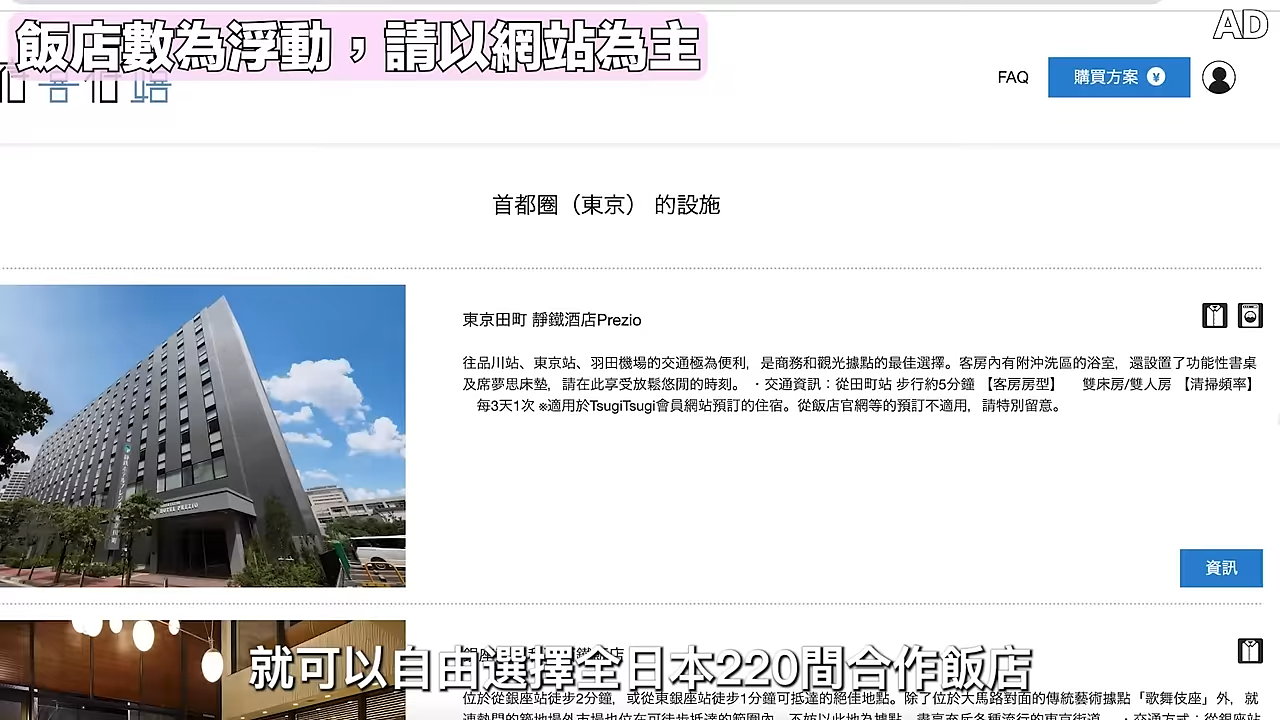 飯店數為浮動，請以網站為主
AD
FAQ
購買方案 ¥
首都圈（東京） 的設施
東京田町 靜鐵酒店Prezio
往品川站、東京站、羽田機場的交通極為便利，是商務和觀光據點的最佳選擇。客房內有附沖洗區的浴室，還設置了功能性書桌
及席夢思床墊，請在此享受放鬆悠閒的時刻。 ・交通資訊：從田町站 步行約5分鐘 【客房房型】 雙床房/雙人房 【清掃頻率】
每3天1次 ※適用於TsugiTsugi會員網站預訂的住宿。從飯店官網等的預訂不適用，請特別留意。
HOTEL PREZIO
資訊
就可以自由選擇全日本220間合作飯店
位於從銀座站徒步2分鐘，或從東銀座站徒步1分鐘可抵達的絕佳地點。除了位於大馬路對面的傳統藝術據點「歌舞伎座」外，就